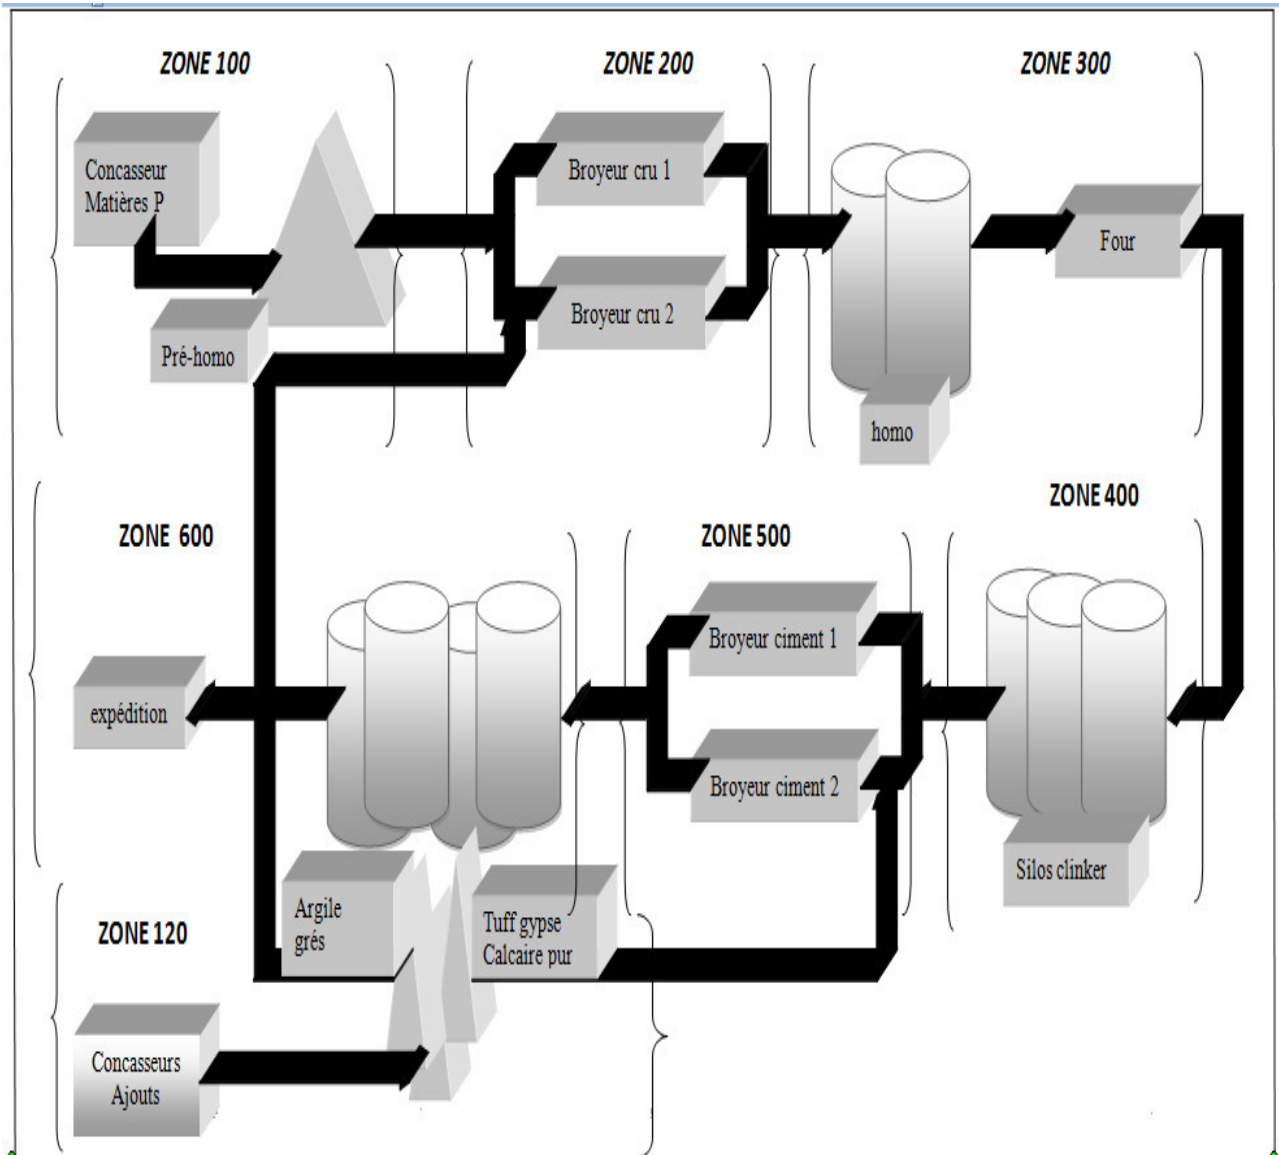 ZONE 100
ZONE 200
ZONE 300
Concasseur
Matières P
Broyeur cru 1
Four
Broyeur cru 2
Pré-homo
homo
ZONE 400
ZONE 600
ZONE 500
Broyeur ciment 1
expédition
Broyeur ciment 2
Silos clinker
Argile
grés
Tuff gypse
Calcaire pur
ZONE 120
Concasseurs
Ajouts